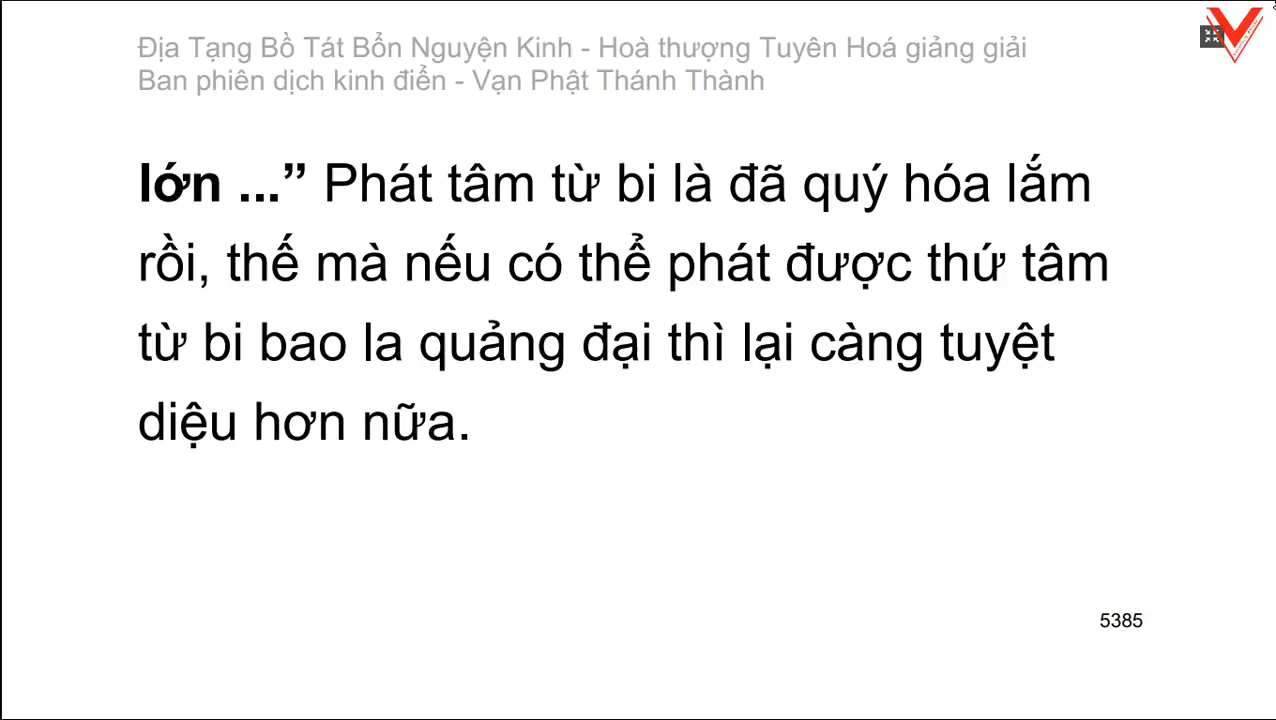 Địa Tạng Bồ Tát Bổn Nguyện Kinh - Hoà thượng Tuyên Hoá giảng giải
Ban phiên dịch kinh điển - Vạn Phật Thánh Thành
lớn ...” Phát tâm từ bi là đã quý hóa lắm
rồi, thế mà nếu có thể phát được thứ tâm
từ bi bao la quảng đại thì lại càng tuyệt
diệu hơn nữa.
5385